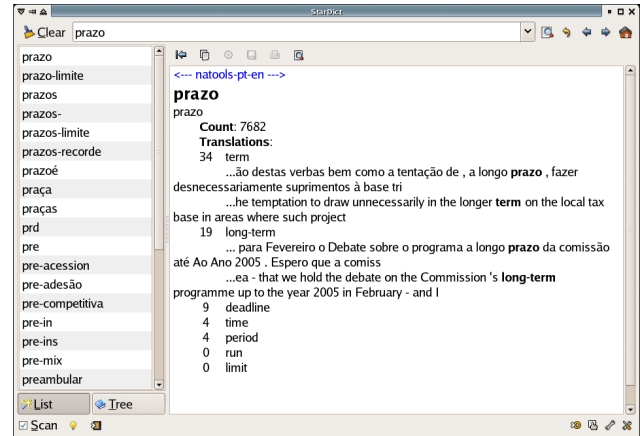 StarDict
Clear prazo
prazo
prazo-limite
prazos
prazos-
prazos-limite
prazos-recorde
prazoé
praça
praças
prd
pre
pre-acession
pre-adesão
pre-competitiva
pre-in
pre-ins
pre-mix
preambular
List Tree
Scan
<--- natools-pt-en --->
prazo
prazo
Count: 7682
Translations:
34 term
...ão destas verbas bem como a tentação de , a longo prazo , fazer
desnecessariamente suprimentos à base tri
...he temptation to draw unnecessarily in the longer term on the local tax
base in areas where such project
19 long-term
... para Fevereiro o Debate sobre o programa a longo prazo da comissão
até Ao Ano 2005 . Espero que a comiss
...ea - that we hold the debate on the Commission 's long-term
programme up to the year 2005 in February - and I
9 deadline
4 time
4 period
0 run
0 limit